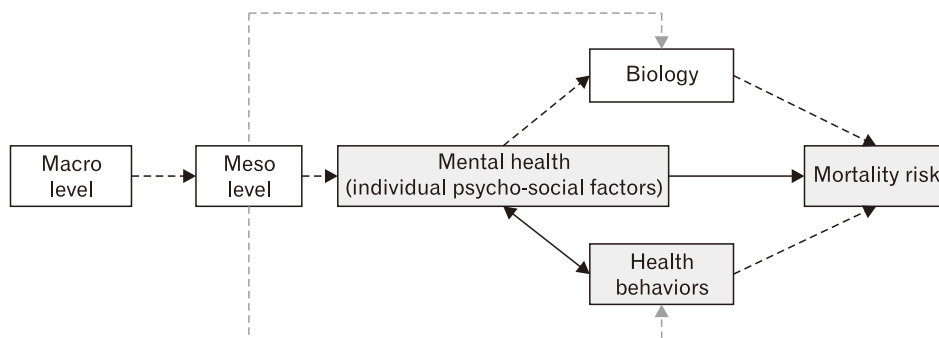 Biology
Macro
level
Meso
level
Mental health
(individual psycho-social factors)
Mortality risk
Health
behaviors